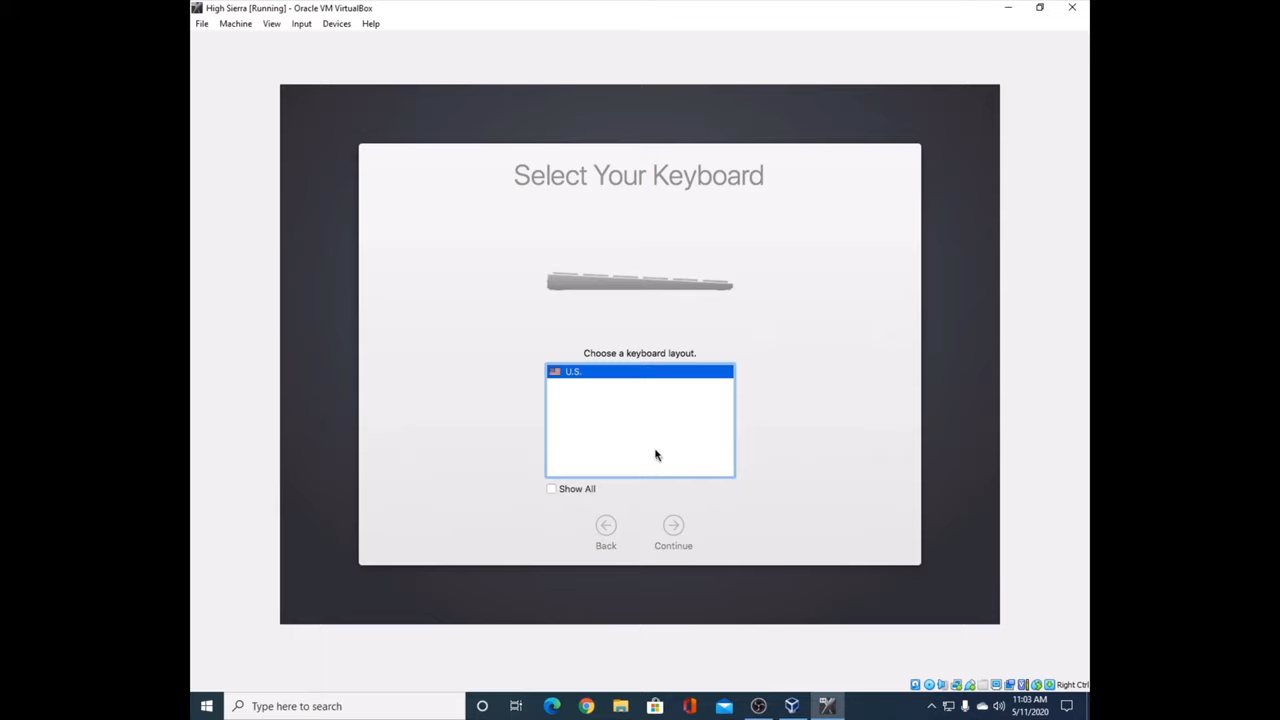 High Sierra [Running] - Oracle VM VirtualBox
File Machine View Input Devices Help
Select Your Keyboard
Choose a keyboard layout.
U.S.
Show All
Back Continue
Right Ctrl
Type here to search
11:03 AM
5/11/2020